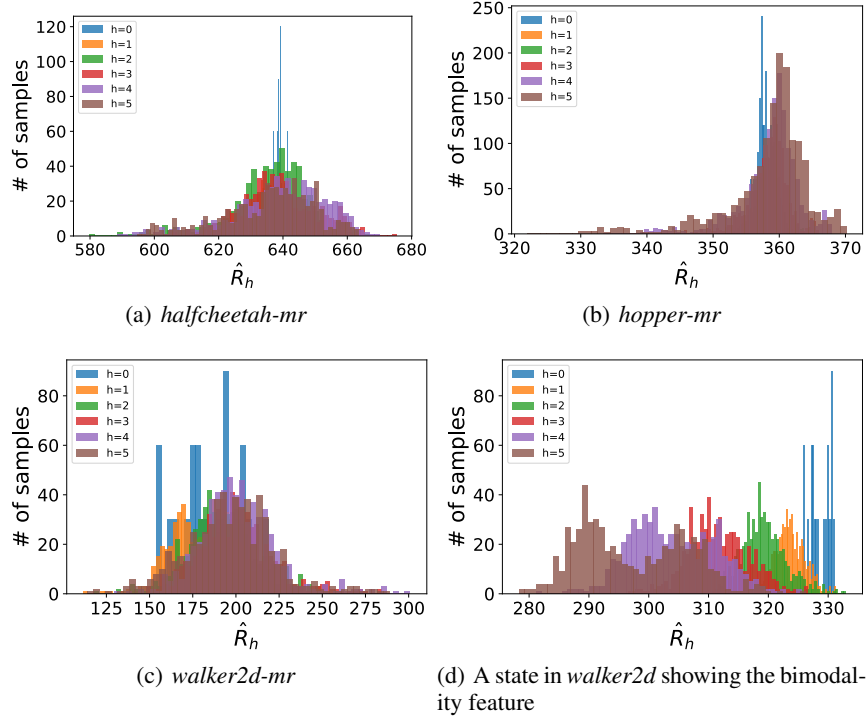 120
100
80
60
40
20
0
# of samples
h=0
h=1
h=2
h=3
h=4
h=5
580 600 620 640 660 680
R̂h
(a) halfcheetah-mr
250
200
150
100
50
0
# of samples
h=0
h=1
h=2
h=3
h=4
h=5
320 330 340 350 360 370
R̂h
(b) hopper-mr
80
60
40
20
0
# of samples
h=0
h=1
h=2
h=3
h=4
h=5
125 150 175 200 225 250 275 300
R̂h
(c) walker2d-mr
80
60
40
20
0
# of samples
h=0
h=1
h=2
h=3
h=4
h=5
280 290 300 310 320 330
R̂h
(d) A state in walker2d showing the bimodal-
ity feature